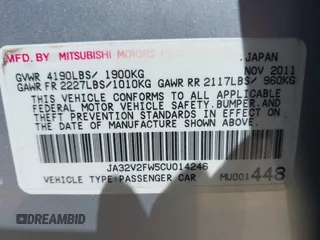 MFD. BY MITSUBISHI MOTORS JAPAN
GVWR 4190LBS/ 1900KG NOV 2011
GAWR FR 2227LBS/1010KG GAWR RR 2117LBS/ 960KG
THIS VEHICLE CONFORMS TO ALL APPLICABLE
FEDERAL MOTOR VEHICLE SAFETY,BUMPER,AND
THEFT PREVENTION STANDARDS IN EFFECT ON
THE DATE OF MANUFACTURE SHOWN ABOVE.
JA32V2FW5CU014246
VEHICLE TYPE:PASSENGER CAR MU001448
DREAMBID